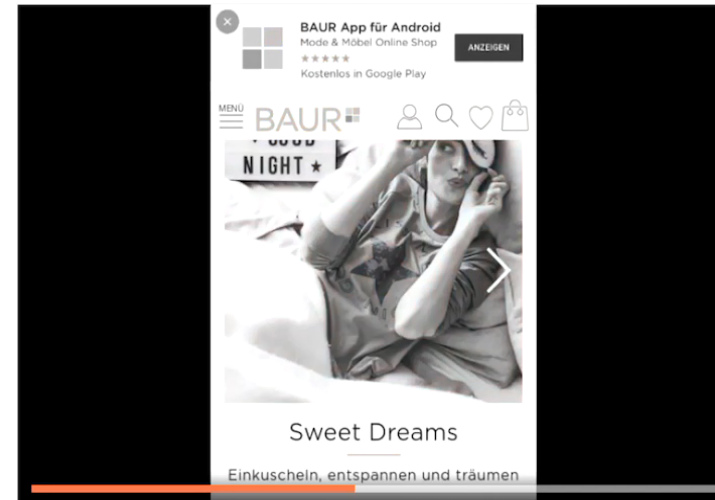 BAUR App für Android
Mode & Möbel Online Shop
★★★★★
Kostenlos in Google Play
ANZEIGEN
MENÜ
BAUR
GOOD
NIGHT ★
Sweet Dreams
Einkuscheln, entspannen und träumen